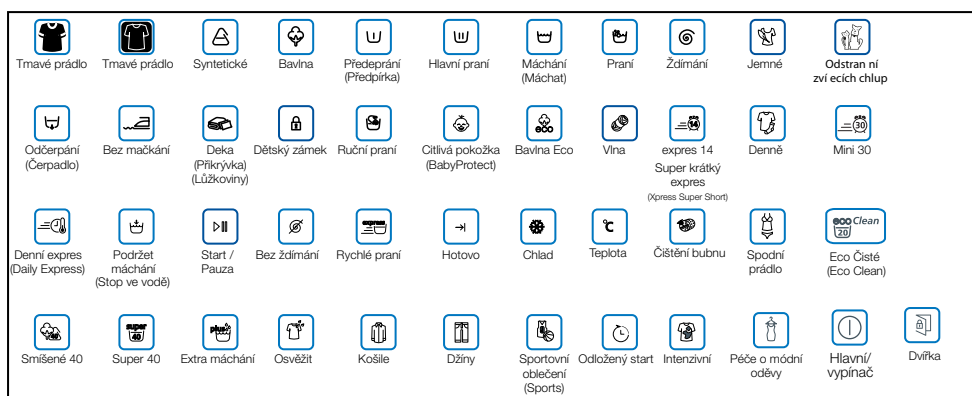 Tmavé prádlo Tmavé prádlo Syntetické Bavlna Předeprání Hlavní praní Máchání Praní Ždímání Jemné Odstran ní
(Předpírka) (Máchat) zví ecích chlup
14 30
eco
Odčerpání Bez mačkání Deka Dětský zámek Ruční praní Citlivá pokožka Bavlna Eco Vlna expres 14 Denně Mini 30
(Čerpadlo) (Přikrývka) (BabyProtect) Super krátký
(Lůžkoviny) expres
(Xpress Super Short)
express °C eco Clean
20
Denní expres Podržet Start / Bez ždímání Rychlé praní Hotovo Chlad Teplota Čištění bubnu Spodní Eco Čisté
(Daily Express) máchání Pauza prádlo (Eco Clean)
(Stop ve vodě)
40 super 40 plus
Smíšené 40 Super 40 Extra máchání Osvěžit Košile Džíny Sportovní Odložený start Intenzivní Péče o módní Hlavní/ Dvířka
oblečení oděvy vypínač
(Sports)